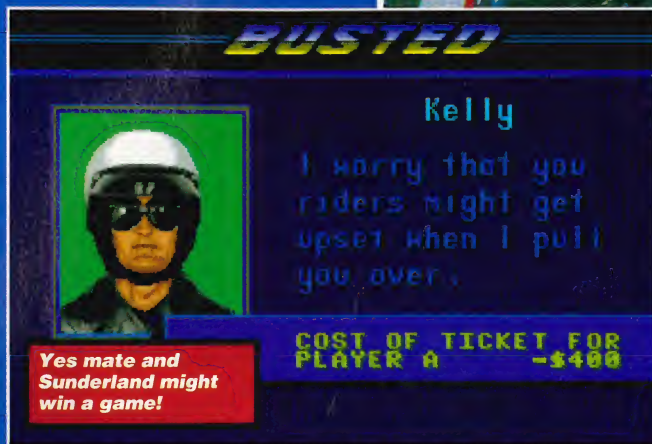 BUSTED
Kelly
I worry that you
riders might get
upset when I pull
you over.
COST OF TICKET FOR
PLAYER A -$400
Yes mate and
Sunderland might
win a game!